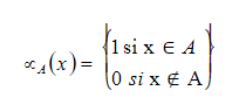 ∝_A(x) = {1 si x ∈ A
0 si x ∉ A}